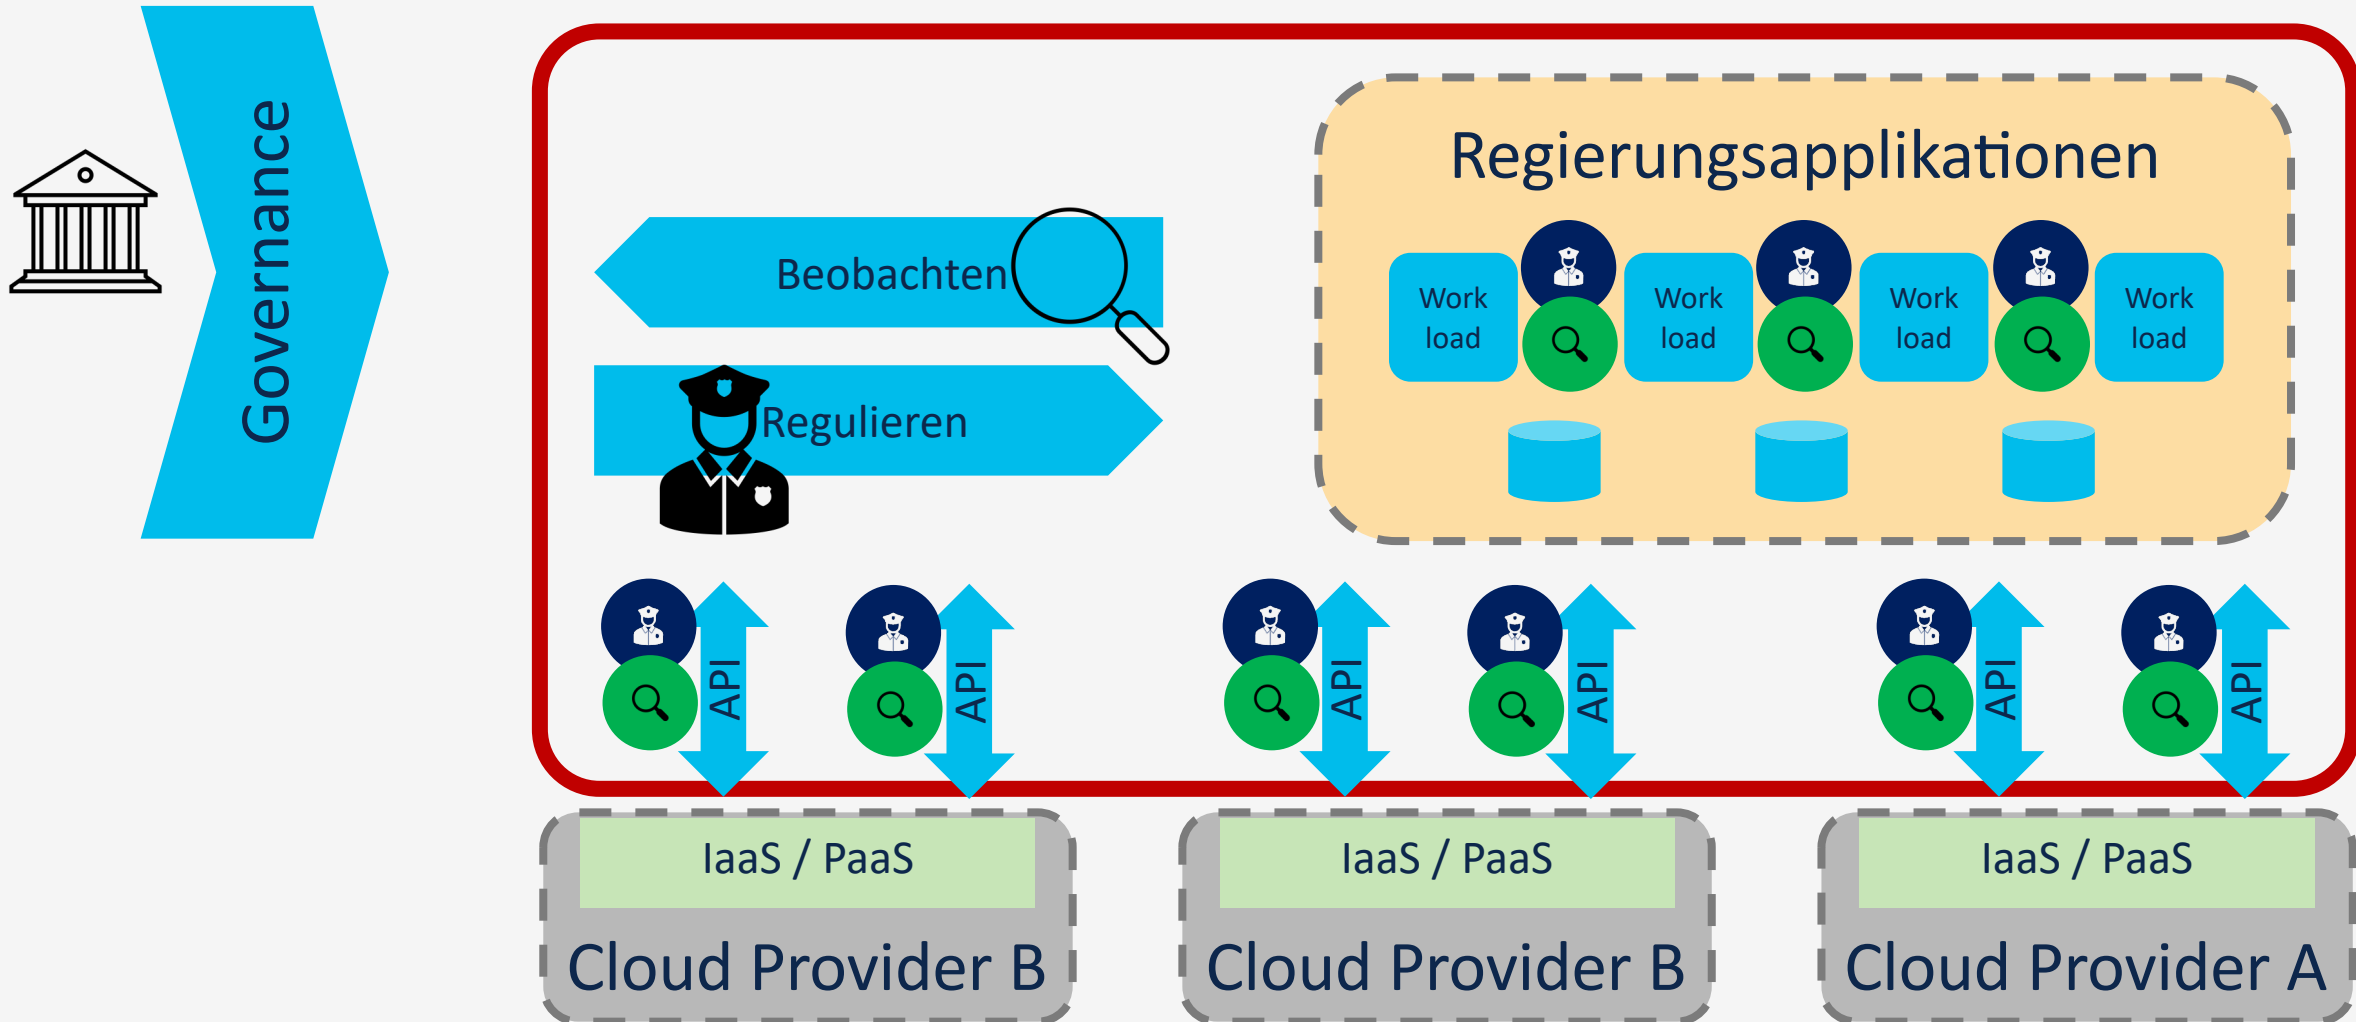 Governance
Regierungsapplikationen
Beobachten
Regulieren
Work
load
Work
load
Work
load
Work
load
API
API
API
API
API
API
IaaS / PaaS
IaaS / PaaS
IaaS / PaaS
Cloud Provider B
Cloud Provider B
Cloud Provider A